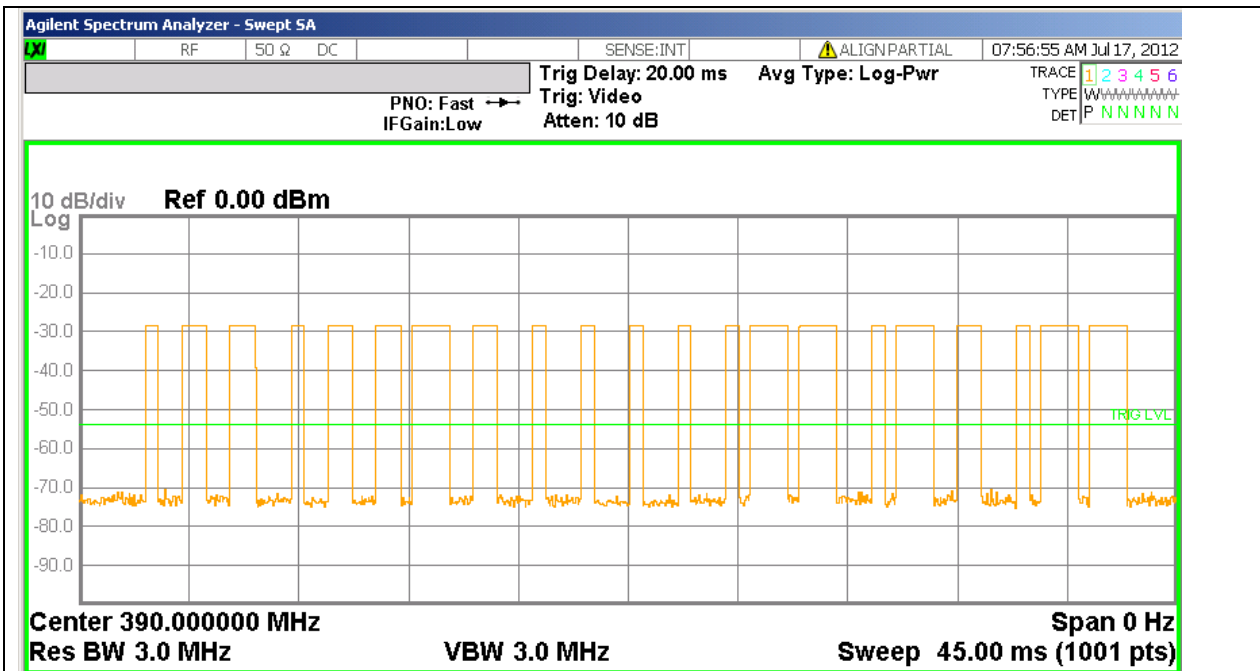 Agilent Spectrum Analyzer - Swept SA
LXI RF 50 Ω DC SENSE:INT ALIGN PARTIAL 07:56:55 AM Jul 17, 2012
Trig Delay: 20.00 ms Avg Type: Log-Pwr TRACE 1 2 3 4 5 6
PNO: Fast Trig: Video TYPE W
IFGain:Low Atten: 10 dB DET P N N N N N
10 dB/div Ref 0.00 dBm
Log
-10.0
-20.0
-30.0
-40.0
-50.0
TRIG LVL
-60.0
-70.0
-80.0
-90.0
Center 390.000000 MHz Span 0 Hz
Res BW 3.0 MHz VBW 3.0 MHz Sweep 45.00 ms (1001 pts)